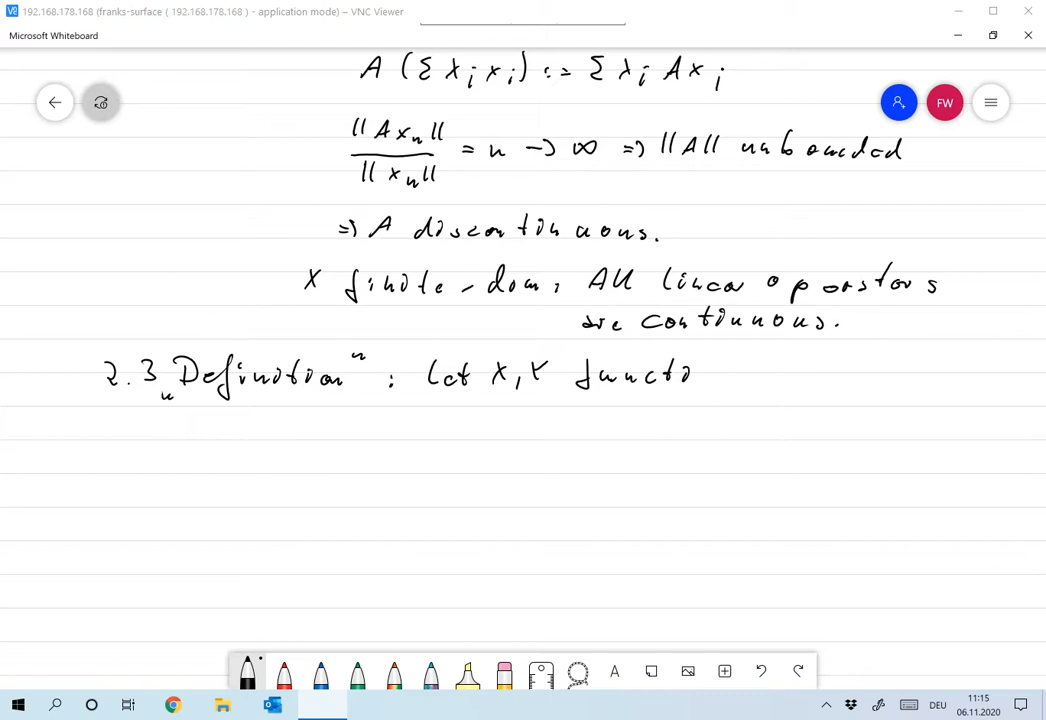 192.168.178.168 (franks-surface ( 192.168.178.168 ) - application mode) – VNC Viewer
Microsoft Whiteboard
A (Σ λi xi) := Σ λi A xi
||A xn|| / ||xn|| = n → ∞ ⇒ ||A|| unbounded
⇒ A discontinuous.
X finite-dim: All linear operators
are continuous.
2.3 „Definition“: Let X, Y functio
FW
A
DEU
11:15
06.11.2020